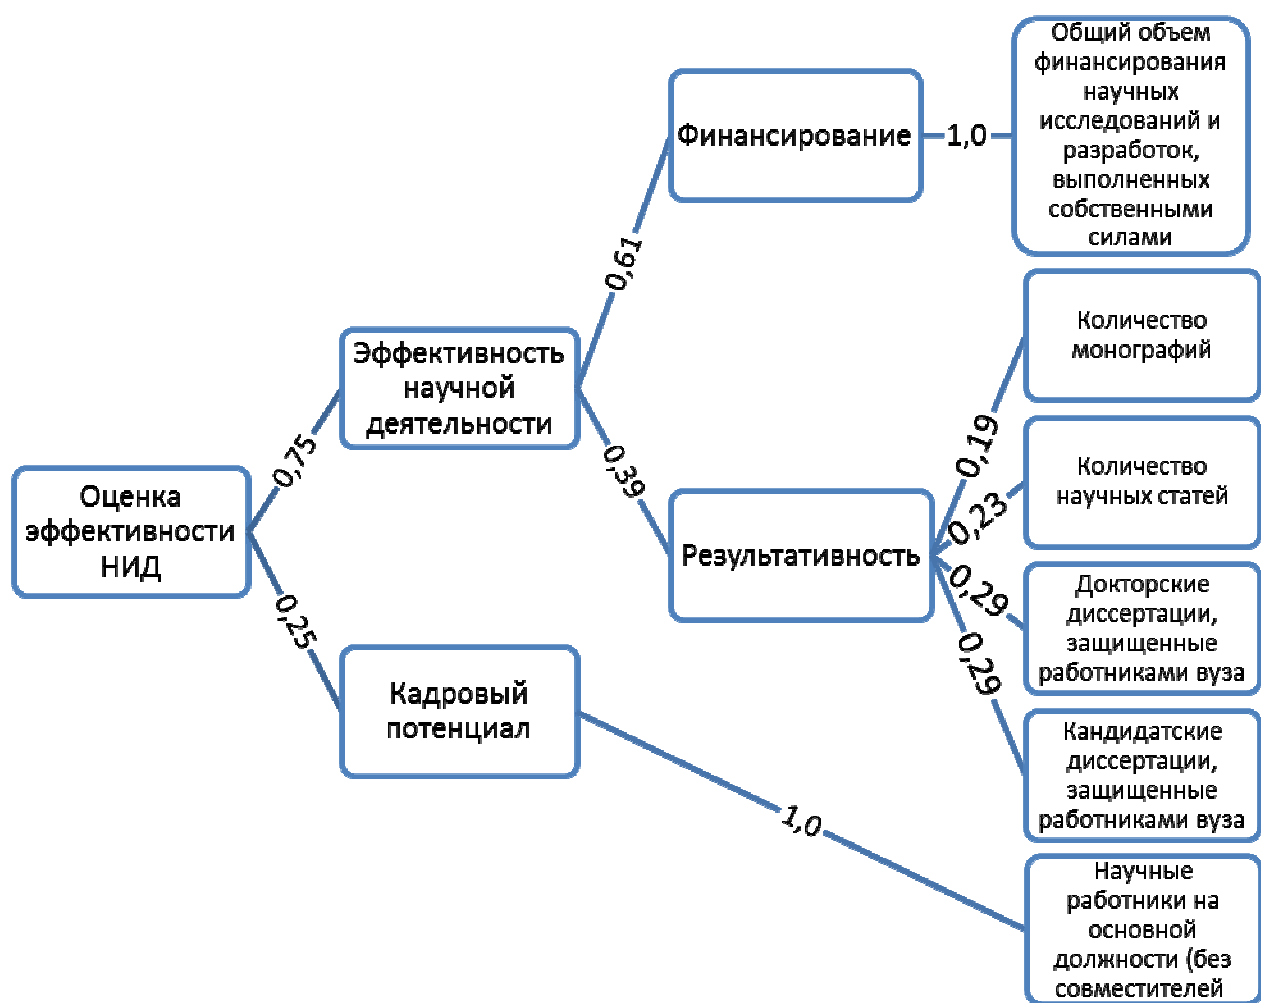 Оценка
эффективности
НИД
0,75
0,25
Эффективность
научной
деятельности
Кадровый
потенциал
0,61
0,39
Финансирование
Результативность
1,0
0,19
0,23
0,29
0,29
1,0
Общий объем
финансирования
научных
исследований и
разработок,
выполненных
собственными
силами
Количество
монографий
Количество
научных статей
Докторские
диссертации,
защищенные
работниками вуза
Кандидатские
диссертации,
защищенные
работниками вуза
Научные
работники на
основной
должности (без
совместителей